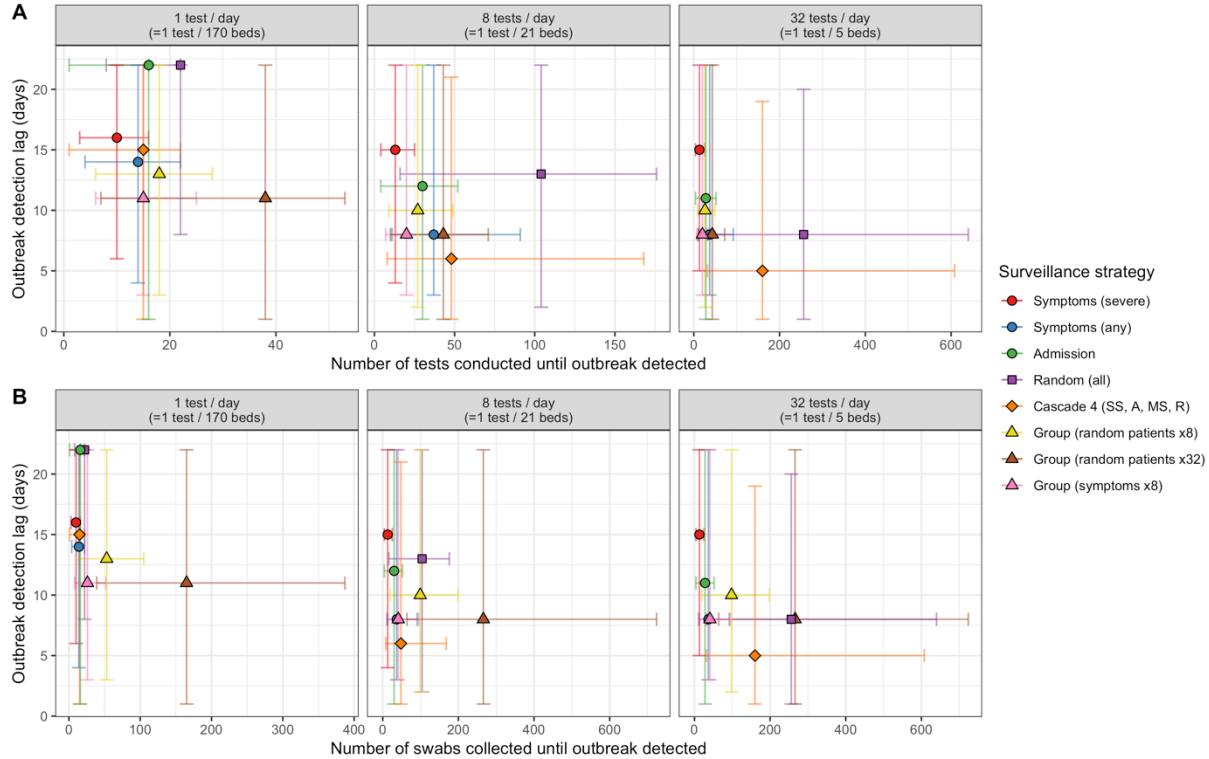 A
1 test / day
(=1 test / 170 beds)
8 tests / day
(=1 test / 21 beds)
32 tests / day
(=1 test / 5 beds)
Outbreak detection lag (days)
20
15
10
5
0
0 20 40
0 50 100 150
0 200 400 600
Number of tests conducted until outbreak detected
B
1 test / day
(=1 test / 170 beds)
8 tests / day
(=1 test / 21 beds)
32 tests / day
(=1 test / 5 beds)
Outbreak detection lag (days)
20
15
10
5
0
0 100 200 300 400
0 200 400 600
0 200 400 600
Number of swabs collected until outbreak detected
Surveillance strategy
Symptoms (severe)
Symptoms (any)
Admission
Random (all)
Cascade 4 (SS, A, MS, R)
Group (random patients x8)
Group (random patients x32)
Group (symptoms x8)